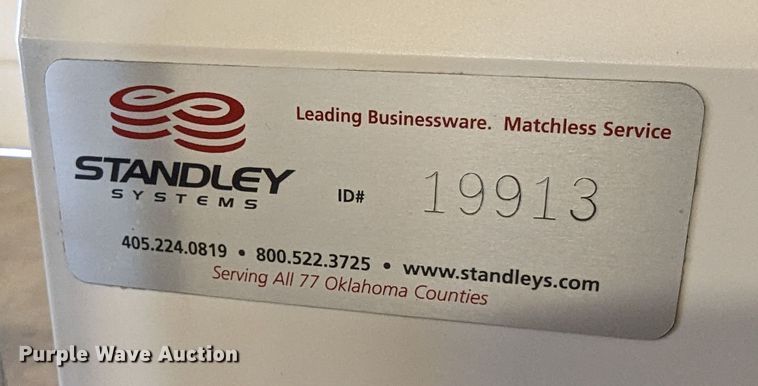 Leading Businessware. Matchless Service
STANDLEY
SYSTEMS
ID# 19913
405.224.0819 • 800.522.3725 • www.standleys.com
Serving All 77 Oklahoma Counties
Purple Wave Auction